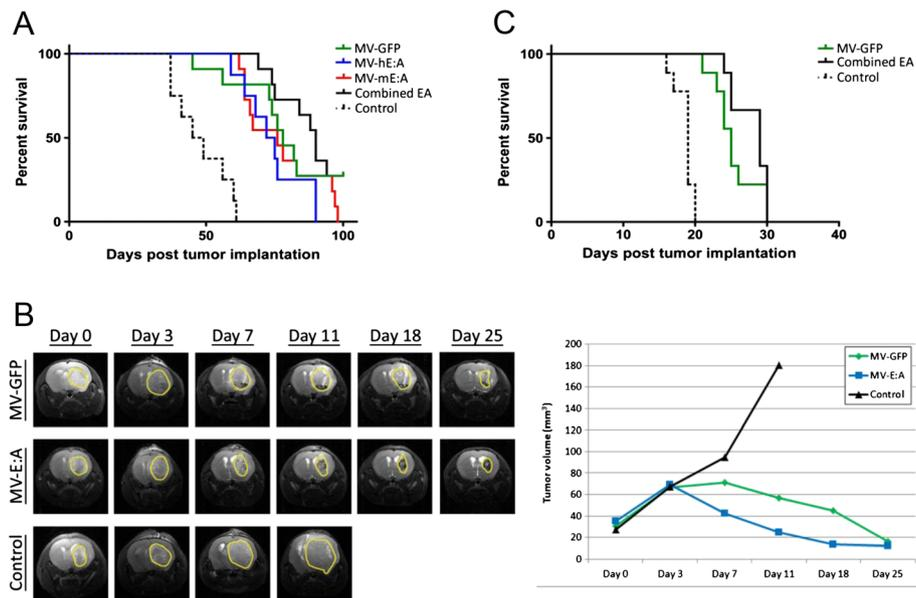 A
Percent survival
100
50
0
0
50
100
Days post tumor implantation
MV-GFP
MV-hE:A
MV-mE:A
Combined EA
Control
C
Percent survival
100
50
0
0
10
20
30
40
Days post tumor implantation
MV-GFP
Combined EA
Control
B
Day 0
Day 3
Day 7
Day 11
Day 18
Day 25
MV-GFP
MV-E:A
Control
Tumor volume (mm³)
200
180
160
140
120
100
80
60
40
20
0
Day 0
Day 3
Day 7
Day 11
Day 18
Day 25
MV-GFP
MV-E:A
Control